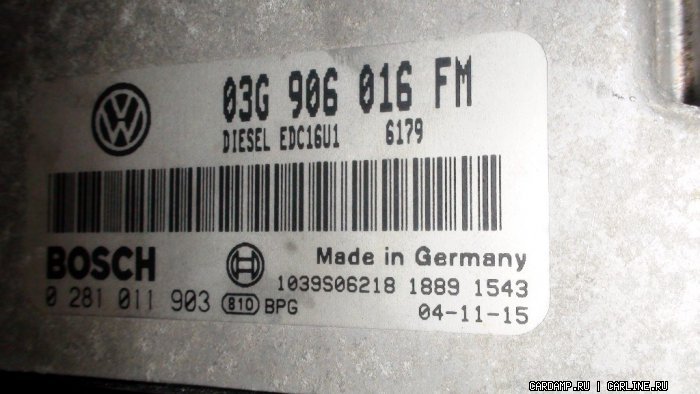 03G 906 016 FM
DIESEL EDC16U1 6179
BOSCH
Made in Germany
1039S06218 1889 1543
0 281 011 903 810 BPG
04-11-15
CARDAMP.RU | CARLINE.RU